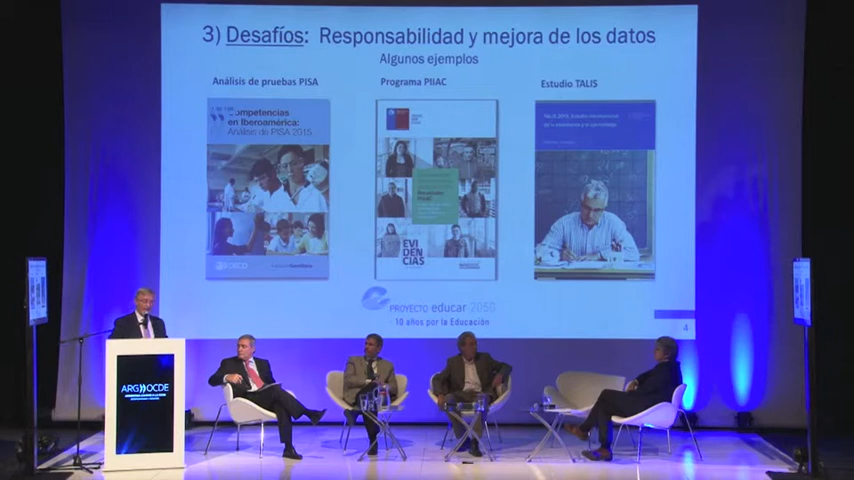 3) Desafíos: Responsabilidad y mejora de los datos
Algunos ejemplos
Análisis de pruebas PISA
Programa PIIAC
Estudio TALIS
Competencias
en Iberoamérica:
Análisis de PISA 2015
OECD
EVI
DEN
CIAS
PROYECTO educar 2050
10 años por la Educación
4
ARG OCDE